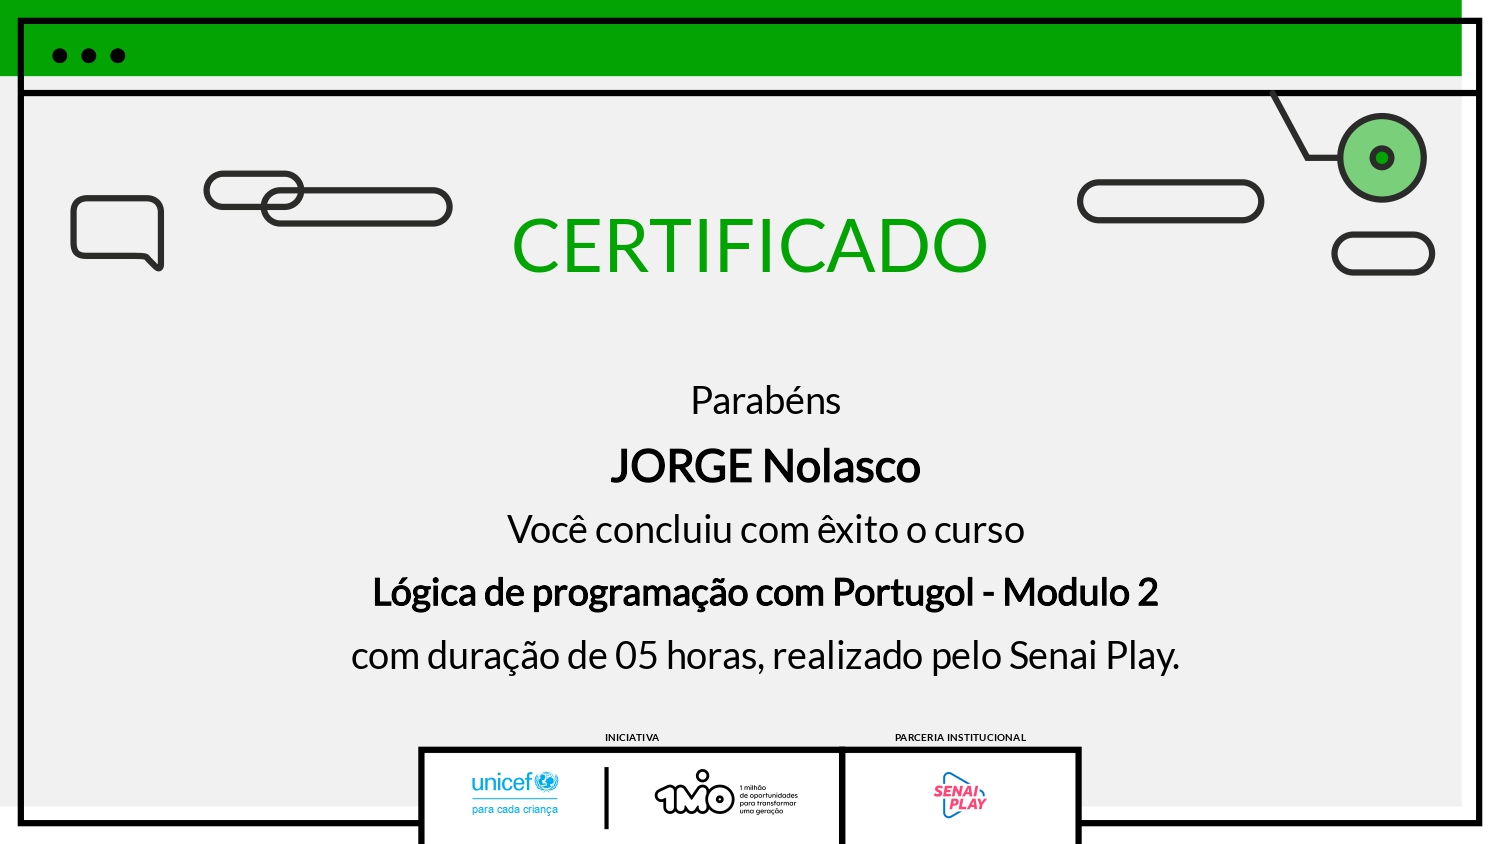 CERTIFICADO
Parabéns
JORGE Nolasco
Você concluiu com êxito o curso
Lógica de programação com Portugol - Modulo 2
com duração de 05 horas, realizado pelo Senai Play.
INICIATIVA
PARCERIA INSTITUCIONAL
unicef
para cada criança
1MiO
1 milhão
de oportunidades
para transformar
uma geração
SENAI
PLAY